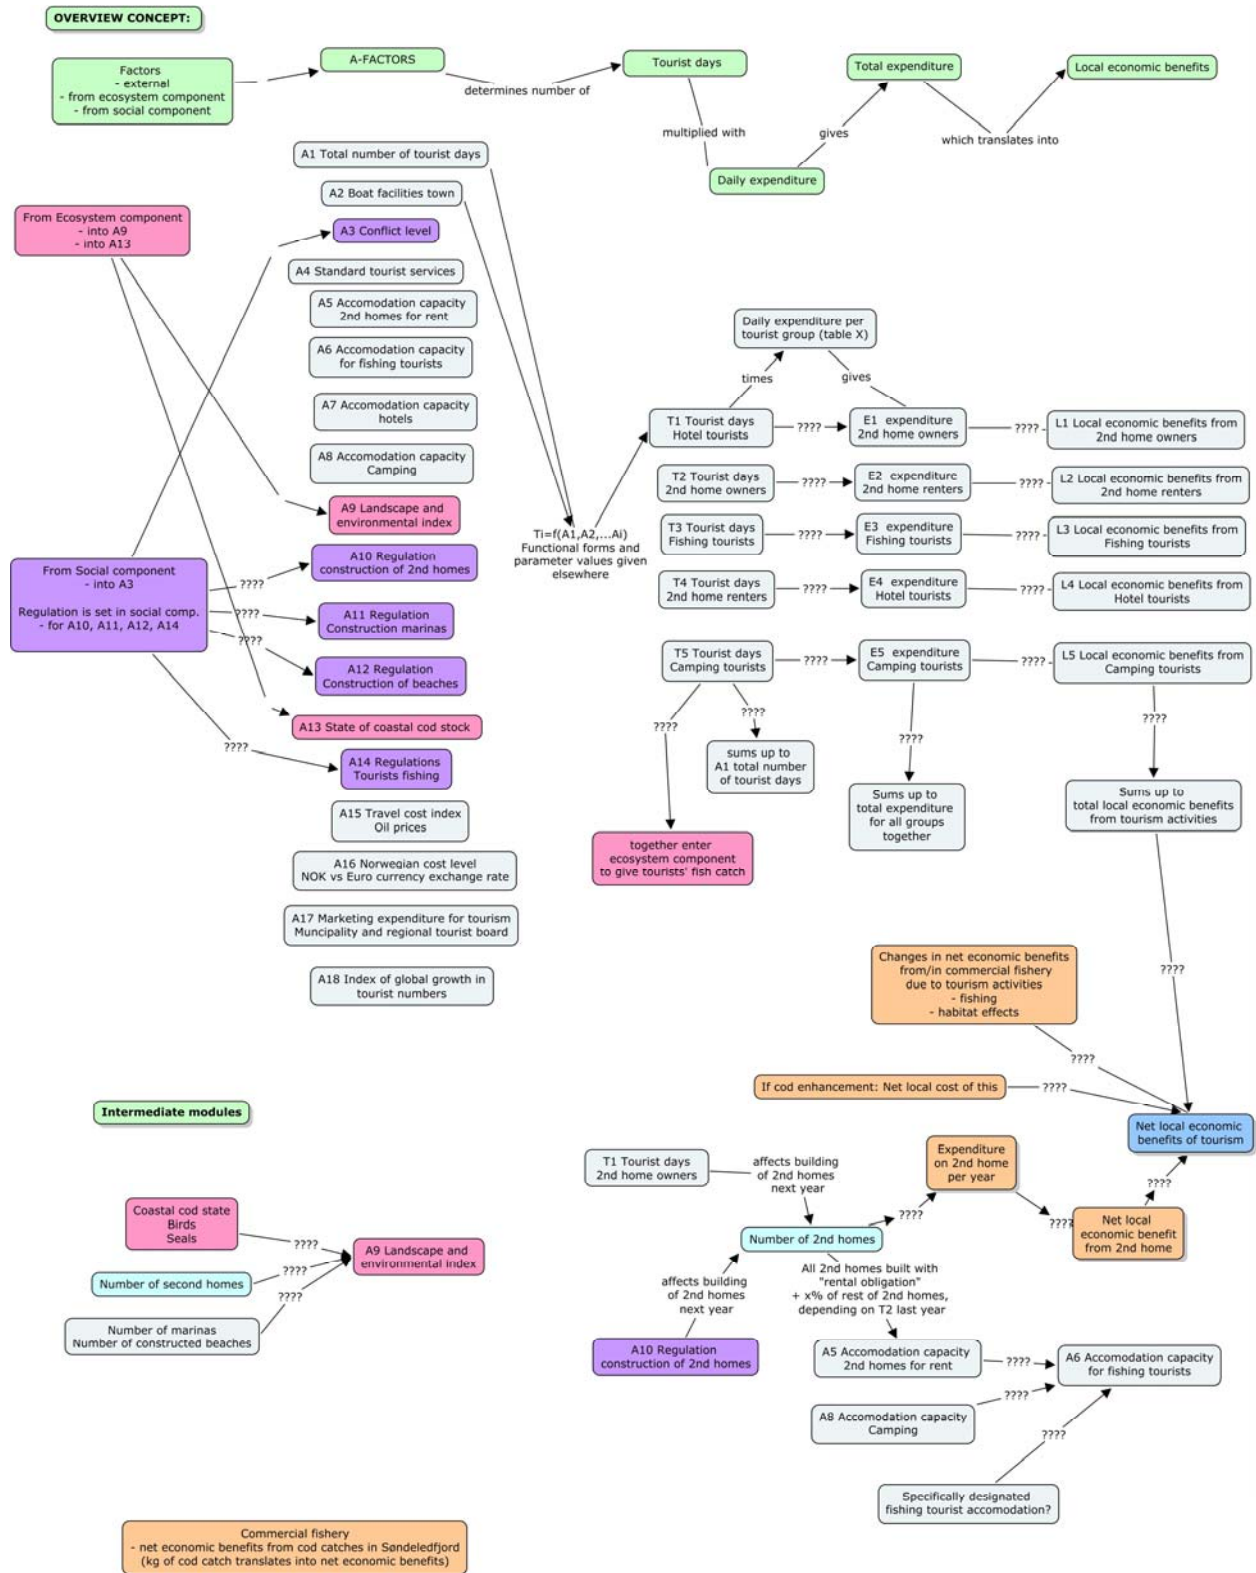 OVERVIEW CONCEPT:
Factors
- external
- from ecosystem component
- from social component
A-FACTORS
determines number of
Tourist days
multiplied with
Daily expenditure
gives
Total expenditure
which translates into
Local economic benefits
From Ecosystem component
- into A9
- into A13
From Social component
- into A3
Regulation is set in social comp.
- for A10, A11, A12, A14
????
????
????
????
A1 Total number of tourist days
A2 Boat facilities town
A3 Conflict level
A4 Standard tourist services
A5 Accomodation capacity
2nd homes for rent
A6 Accomodation capacity
for fishing tourists
A7 Accomodation capacity
hotels
A8 Accomodation capacity
Camping
A9 Landscape and
environmental index
A10 Regulation
construction of 2nd homes
A11 Regulation
Construction marinas
A12 Regulation
Construction of beaches
A13 State of coastal cod stock
A14 Regulations
Tourists fishing
A15 Travel cost index
Oil prices
A16 Norwegian cost level
NOK vs Euro currency exchange rate
A17 Marketing expenditure for tourism
Muncipality and regional tourist board
A18 Index of global growth in
tourist numbers
Ti=f(A1,A2,...Ai)
Functional forms and
parameter values given
elsewhere
Daily expenditure per
tourist group (table X)
times
gives
T1 Tourist days
Hotel tourists
????
E1 expenditure
2nd home owners
????
L1 Local economic benefits from
2nd home owners
T2 Tourist days
2nd home owners
????
E2 expenditure
2nd home renters
????
L2 Local economic benefits from
2nd home renters
T3 Tourist days
Fishing tourists
????
E3 expenditure
Fishing tourists
????
L3 Local economic benefits from
Fishing tourists
T4 Tourist days
2nd home renters
????
E4 expenditure
Hotel tourists
????
L4 Local economic benefits from
Hotel tourists
T5 Tourist days
Camping tourists
????
E5 expenditure
Camping tourists
????
L5 Local economic benefits from
Camping tourists
????
????
????
????
sums up to
A1 total number
of tourist days
together enter
ecosystem component
to give tourists' fish catch
Sums up to
total expenditure
for all groups
together
Sums up to
total local economic benefits
from tourism activities
????
Changes in net economic benefits
from/in commercial fishery
due to tourism activities
- fishing
- habitat effects
????
If cod enhancement: Net local cost of this
????
Net local economic
benefits of tourism
Intermediate modules
Coastal cod state
Birds
Seals
????
Number of second homes
????
Number of marinas
Number of constructed beaches
????
A9 Landscape and
environmental index
T1 Tourist days
2nd home owners
affects building
of 2nd homes
next year
Number of 2nd homes
????
Expenditure
on 2nd home
per year
????
Net local
economic benefit
from 2nd home
????
affects building
of 2nd homes
next year
A10 Regulation
construction of 2nd homes
All 2nd homes built with
"rental obligation"
+ x% of rest of 2nd homes,
depending on T2 last year
A5 Accomodation capacity
2nd homes for rent
????
A6 Accomodation capacity
for fishing tourists
A8 Accomodation capacity
Camping
????
????
Specifically designated
fishing tourist accomodation?
Commercial fishery
- net economic benefits from cod catches in Søndeledfjord
(kg of cod catch translates into net economic benefits)